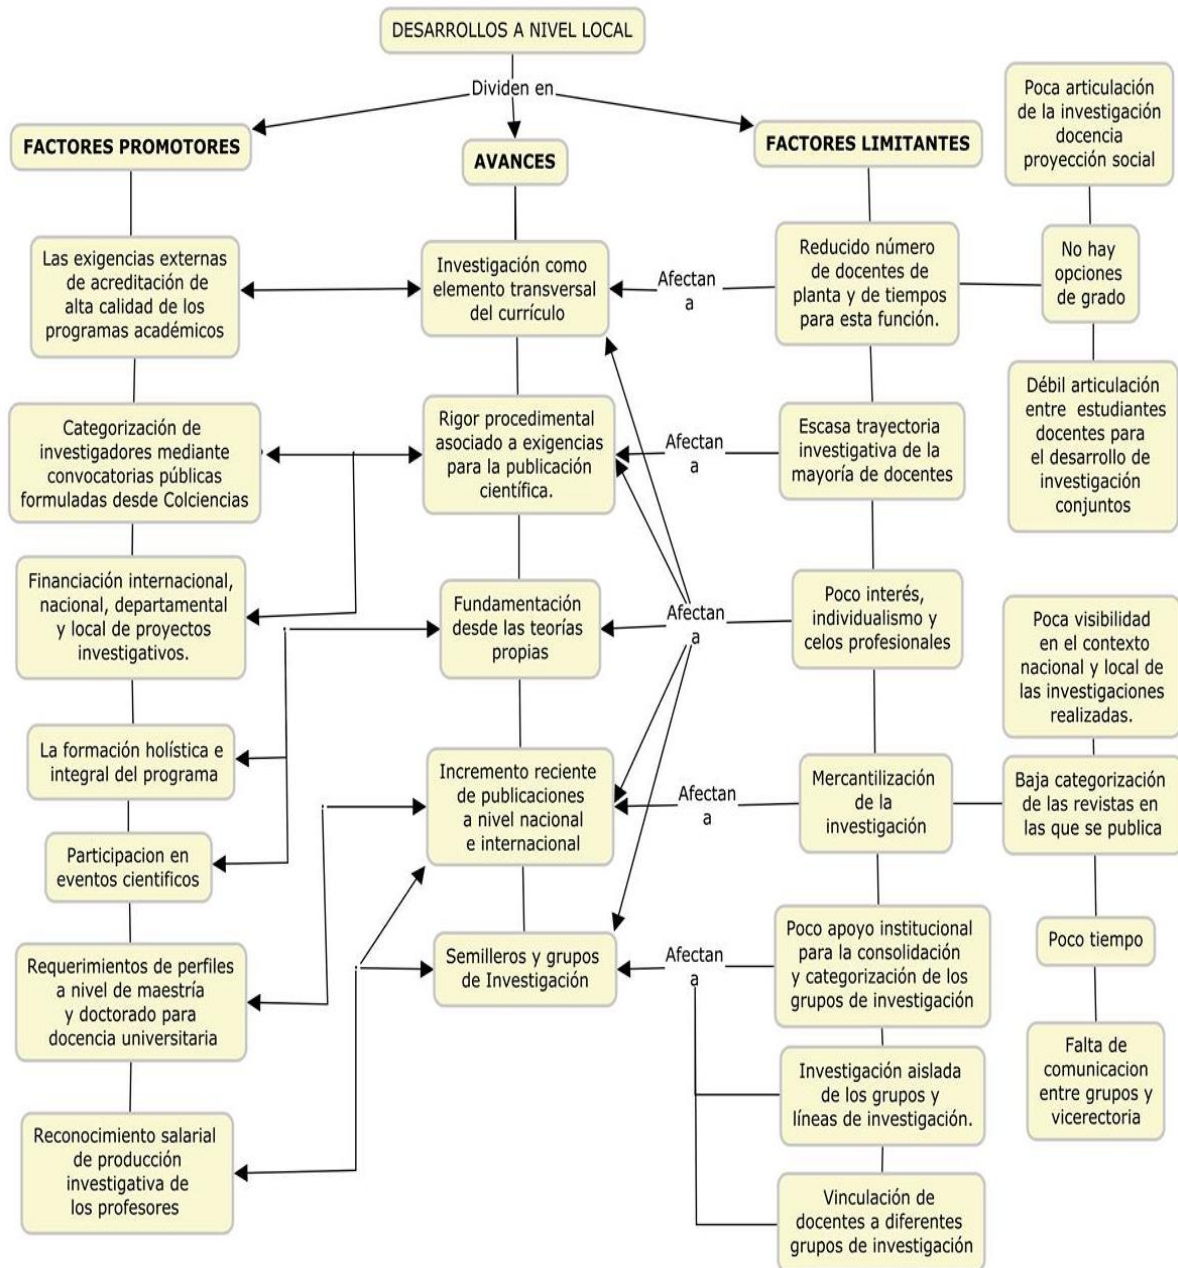 DESARROLLOS A NIVEL LOCAL
Dividen en
FACTORES PROMOTORES
AVANCES
FACTORES LIMITANTES
Las exigencias externas
de acreditación de
alta calidad de los
programas académicos
Categorización de
investigadores mediante
convocatorias públicas
formuladas desde Colciencias
Financiación internacional,
nacional, departamental
y local de proyectos
investigativos.
La formación holística e
integral del programa
Participacion en
eventos cientificos
Requerimientos de perfiles
a nivel de maestría
y doctorado para
docencia universitaria
Reconocimiento salarial
de producción
investigativa de
los profesores
Investigación como
elemento transversal
del currículo
Rigor procedimental
asociado a exigencias
para la publicación
científica.
Fundamentación
desde las teorías
propias
Incremento reciente
de publicaciones
a nivel nacional
e internacional
Semilleros y grupos
de Investigación
Afectan
a
Afectan
a
Afectan
a
Afectan
a
Afectan
a
Reducido número
de docentes de
planta y de tiempos
para esta función.
Escasa trayectoria
investigativa de la
mayoría de docentes
Poco interés,
individualismo y
celos profesionales
Mercantilización
de la
investigación
Poco apoyo institucional
para la consolidación
y categorización de los
grupos de investigación
Investigación aislada
de los grupos y
líneas de investigación.
Vinculación de
docentes a diferentes
grupos de investigación
Poca articulación
de la investigación
docencia
proyección social
No hay
opciones
de grado
Débil articulación
entre estudiantes
docentes para
el desarrollo de
investigación
conjuntos
Poca visibilidad
en el contexto
nacional y local de
las investigaciones
realizadas.
Baja categorización
de las revistas en
las que se publica
Poco tiempo
Falta de
comunicacion
entre grupos y
vicerectoria